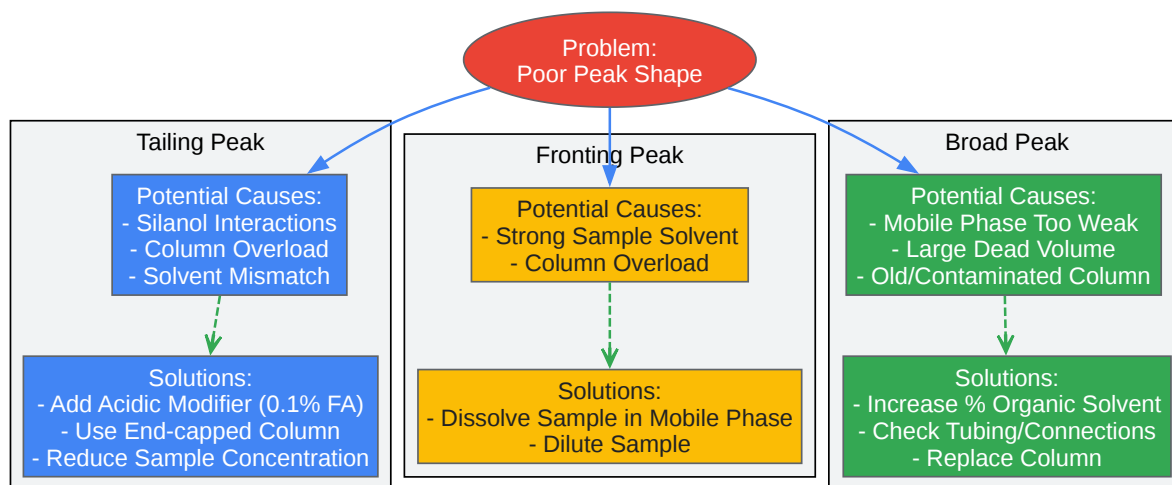 Problem:
Poor Peak Shape
Tailing Peak
Potential Causes:
- Silanol Interactions
- Column Overload
- Solvent Mismatch
Solutions:
- Add Acidic Modifier (0.1% FA)
- Use End-capped Column
- Reduce Sample Concentration
Fronting Peak
Potential Causes:
- Strong Sample Solvent
- Column Overload
Solutions:
- Dissolve Sample in Mobile Phase
- Dilute Sample
Broad Peak
Potential Causes:
- Mobile Phase Too Weak
- Large Dead Volume
- Old/Contaminated Column
Solutions:
- Increase % Organic Solvent
- Check Tubing/Connections
- Replace Column